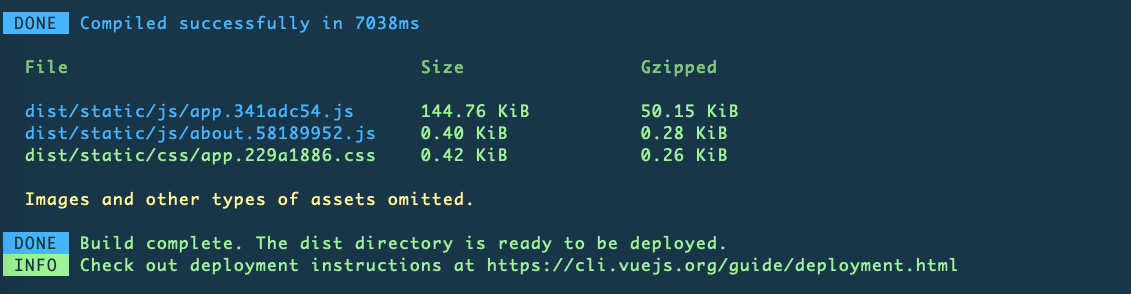 DONE Compiled successfully in 7038ms
File Size Gzipped
dist/static/js/app.341adc54.js 144.76 KiB 50.15 KiB
dist/static/js/about.58189952.js 0.40 KiB 0.28 KiB
dist/static/css/app.229a1886.css 0.42 KiB 0.26 KiB
Images and other types of assets omitted.
DONE Build complete. The dist directory is ready to be deployed.
INFO Check out deployment instructions at https://cli.vuejs.org/guide/deployment.html